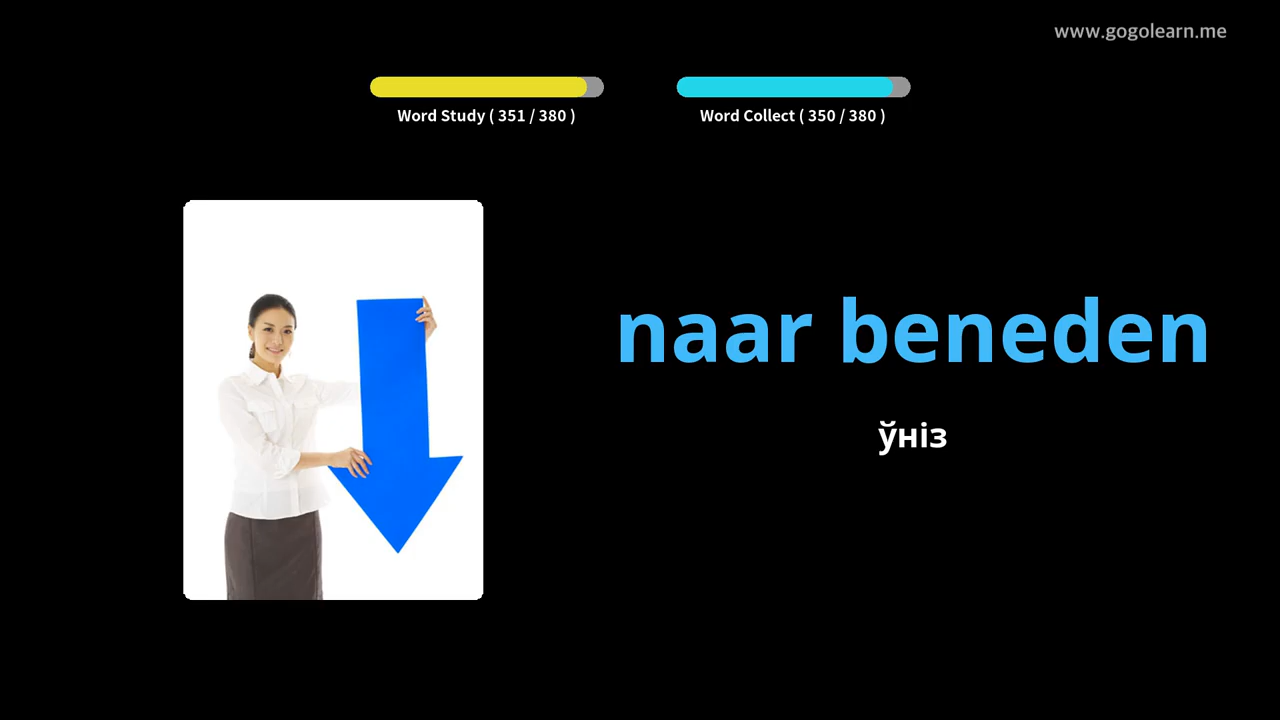 www.gogolearn.me
Word Study ( 351 / 380 )
Word Collect ( 350 / 380 )
naar beneden
ўніз